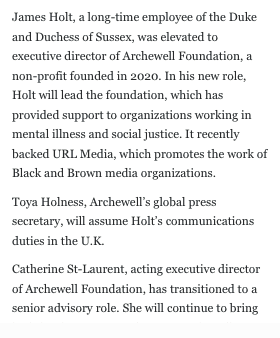 James Holt, a long-time employee of the Duke
and Duchess of Sussex, was elevated to
executive director of Archewell Foundation, a
non-profit founded in 2020. In his new role,
Holt will lead the foundation, which has
provided support to organizations working in
mental illness and social justice. It recently
backed URL Media, which promotes the work of
Black and Brown media organizations.
Toya Holness, Archewell’s global press
secretary, will assume Holt’s communications
duties in the U.K.
Catherine St-Laurent, acting executive director
of Archewell Foundation, has transitioned to a
senior advisory role. She will continue to bring